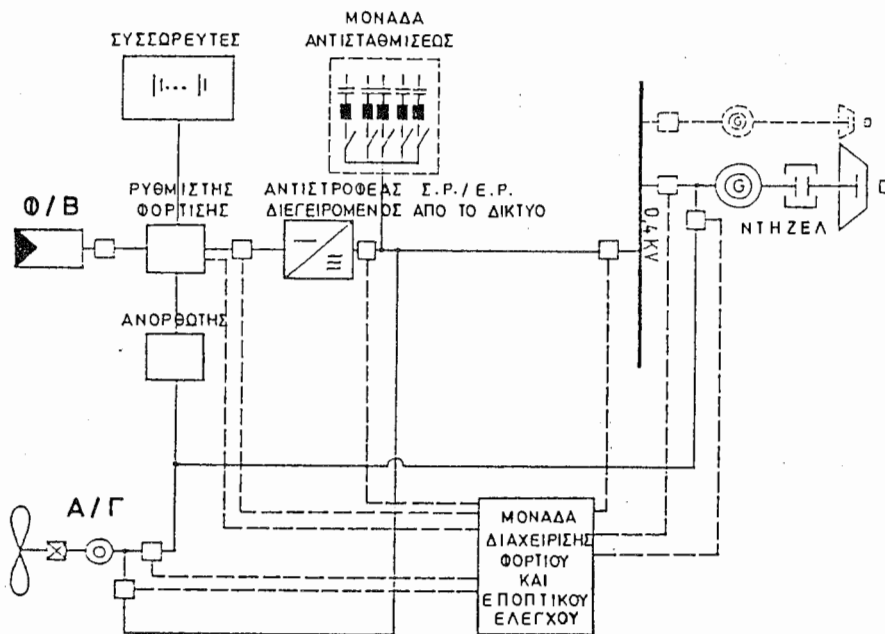 ΜΟΝΑΔΑ
ΑΝΤΙΣΤΑΘΜΙΣΕΩΣ
ΣΥΣΣΩΡΕΥΤΕΣ
ΡΥΘΜΙΣΤΗΣ
ΦΟΡΤΙΣΗΣ
ΑΝΤΙΣΤΡΟΦΕΑΣ Σ.Ρ./Ε.Ρ.
ΔΙΕΓΕΙΡΟΜΕΝΟΣ ΑΠΟ ΤΟ ΔΙΚΤΥΟ
Φ/Β
G
G
ΝΤΗΖΕΛ
0,4KV
ΑΝΟΡΘΩΤΗΣ
Α/Γ
ΜΟΝΑΔΑ
ΔΙΑΧΕΙΡΙΣΗΣ
ΦΟΡΤΙΟΥ
ΚΑΙ
ΕΠΟΠΤΙΚΟΥ
ΕΛΕΓΧΟΥ